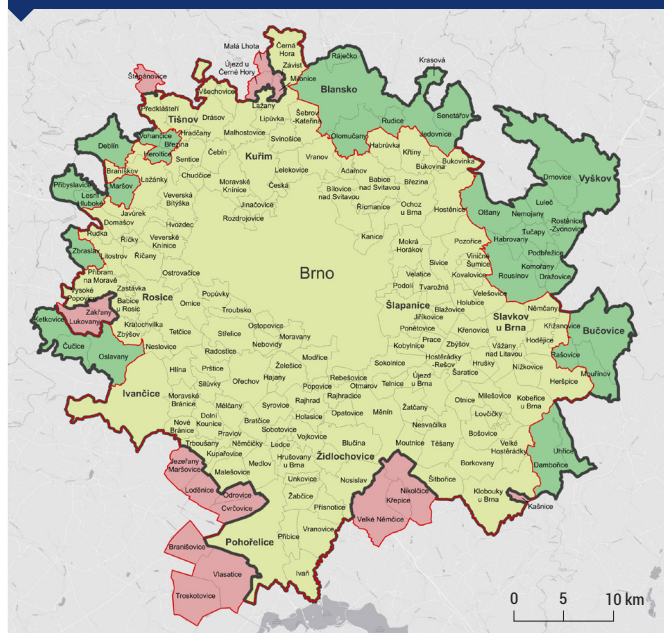 Černá
Hora
Malá Lhota
Újezd u
Černé Hory
Závist
Milonice
Ráječko
Krasová
Štěpánovice
Všechovice
Blansko
Lažany
Senetářov
Předklášteří
Drásov
Lipůvka
Šebrov
-Kateřina
Rudice
Tišnov
Vohančice
Hradčany
Malhostovice
Svinošice
Olomučany
Jedovnice
Březina
Habrůvka
Deblín
Heroltice
Sentice
Čebín
Kuřim
Vranov
Křtiny
Bukovina
Bukovinka
Drnovice
Braníškov
Lažánky
Chudčice
Lelekovice
Adamov
Vyškov
Maršov
Moravské
Knínice
Česká
Babice
nad Svitavou
Březina
Přibyslavice
Lesní
Hluboké
Veverská
Bítýška
Bílovice
nad Svitavou
Luleč
Javůrek
Jinačovice
Řícmanice
Ochoz
u Brna
Hostěnice
Olšany
Nemojany
Rostěnice
-Zvonovice
Domašov
Hvozdec
Rozdrojovice
Tučapy
Rudka
Říčky
Veverské
Knínice
Kanice
Mokrá
Horákov
Pozořice
Habrovany
Podbřežice
Zbraslav
Litostrov
Říčany
Viničné
Šumice
Komořany
Sivice
Rousínov
Dražovice
Příbram
na Moravě
Ostrovačice
Brno
Velatice
Kovalovice
Vysoké
Popovice
Zastávka
Podolí
Tvarožná
Velešovice
Babice
u Rosic
Rosice
Popůvky
Šlapanice
Blažovice
Slavkov
u Brna
Němčany
Zakřany
Omice
Troubsko
Jiříkovice
Holubice
Bučovice
Ketkovice
Lukovany
Kratochvilka
Ponětovice
Křenovice
Křižanovice
Zbýšov
Tetčice
Střelice
Ostopovice
Moravany
Kobylnice
Prace
Zbýšov
Hodějice
Čučice
Oslavany
Neslovice
Radostice
Nebovidy
Modřice
Hostěrádky
-Rešov
Vážany
nad Litavou
Rašovice
Sokolnice
Hrušky
Nížkovice
Mouřínov
Hlína
Prštice
Želešice
Újezd
u Brna
Šaratice
Heršpice
Silůvky
Ořechov
Hajany
Popovice
Rebešovice
Otmarov
Telnice
Ivančice
Moravské
Bránice
Rajhrad
Rajhradice
Otnice
Milešovice
Kobeřice
u Brna
Mělčany
Syrovice
Holasice
Opatovice
Měnín
Žatčany
Lovčičky
Dolní
Kounice
Bratčice
Nesvačilka
Nové
Bránice
Pravlov
Sobotovice
Vojkovice
Bošovice
Trboušany
Němčičky
Ledce
Blučina
Moutnice
Těšany
Velké
Hostěrádky
Uhřice
Kupařovice
Hrušovany
u Brna
Židlochovice
Jezeřany
Maršovice
Medlov
Borkovany
Dambořice
Malešovice
Unkovice
Nosislav
Nikolčice
Šitbořice
Loděnice
Odrovice
Žabčice
Křepice
Klobouky
u Brna
Cvrčovice
Přísnotice
Velké Němčice
Kašnice
Vranovice
Pohořelice
Přibice
Branišovice
Vlasatice
Ivaň
Troskotovice
0 5 10 km